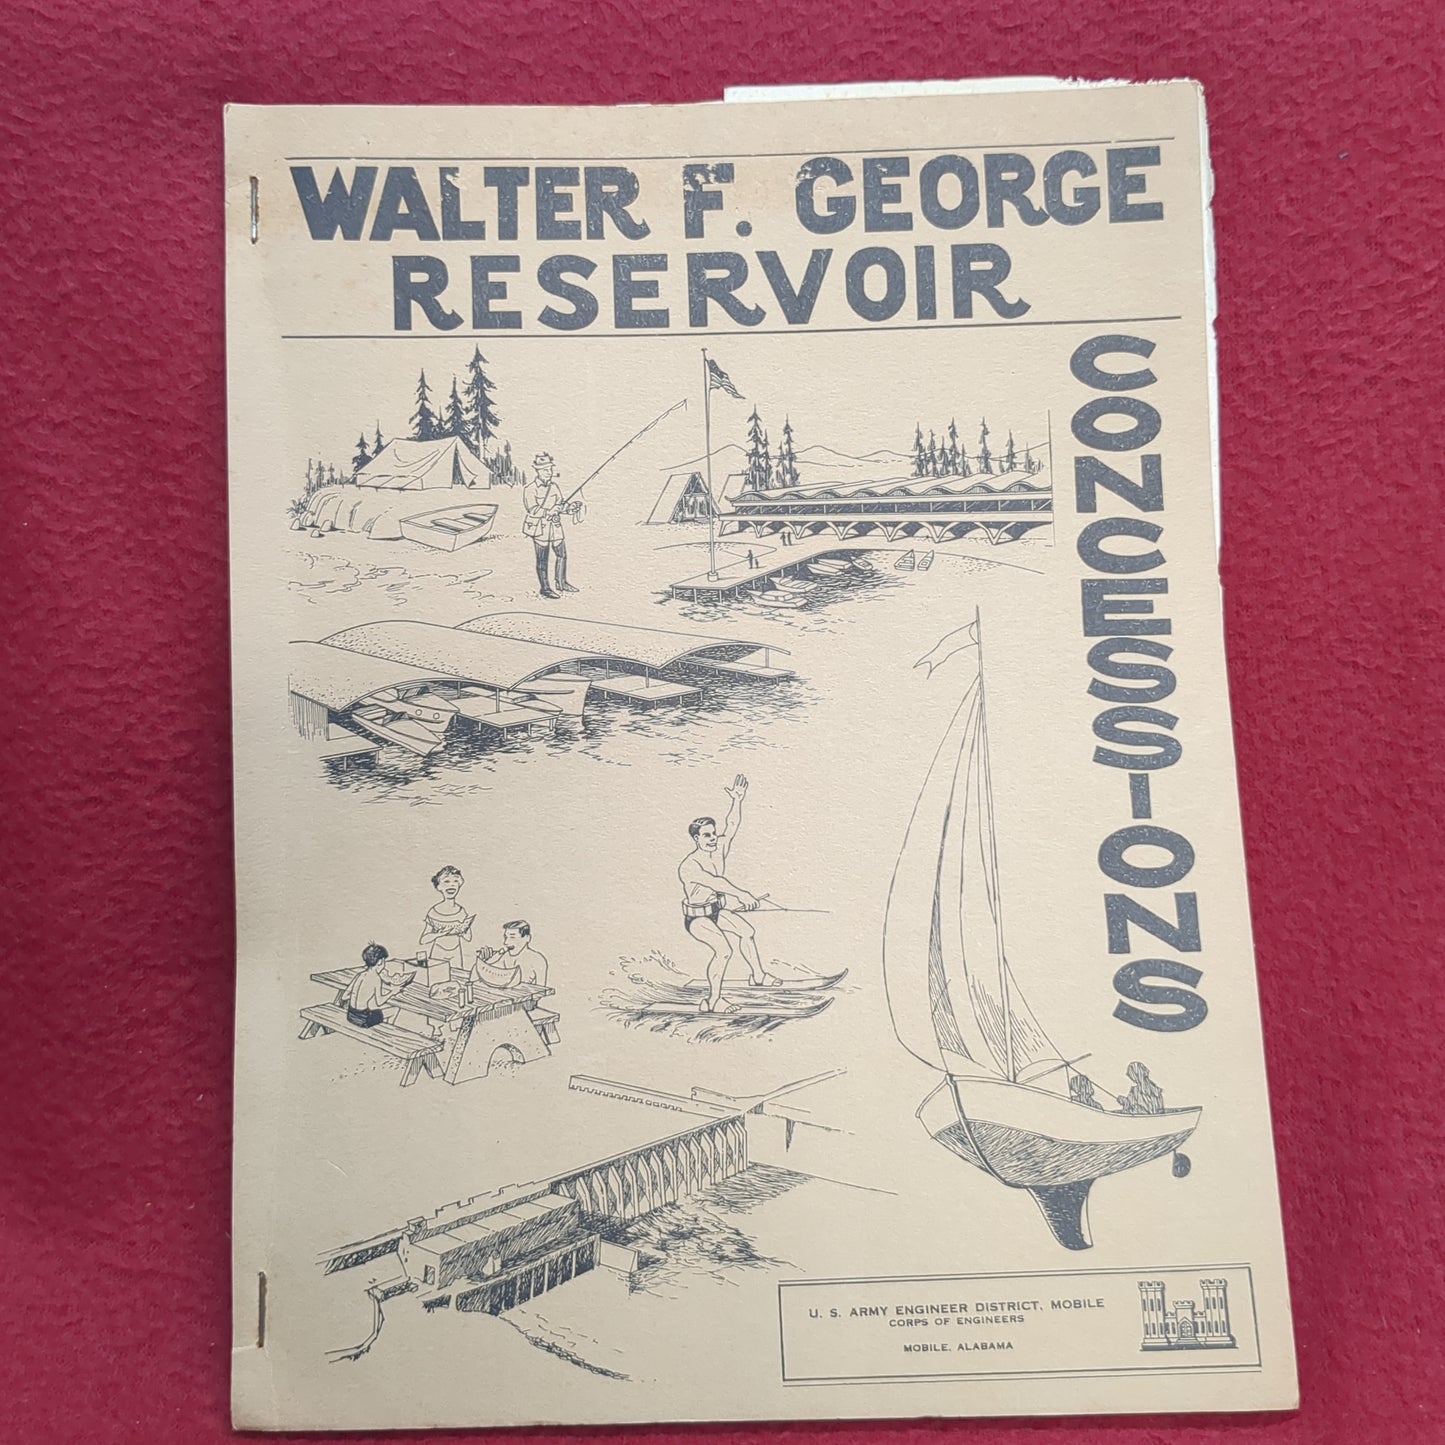 WALTER F. GEORGE
RESERVOIR
CONCESSIONS
U. S. ARMY ENGINEER DISTRICT, MOBILE
CORPS OF ENGINEERS
MOBILE, ALABAMA